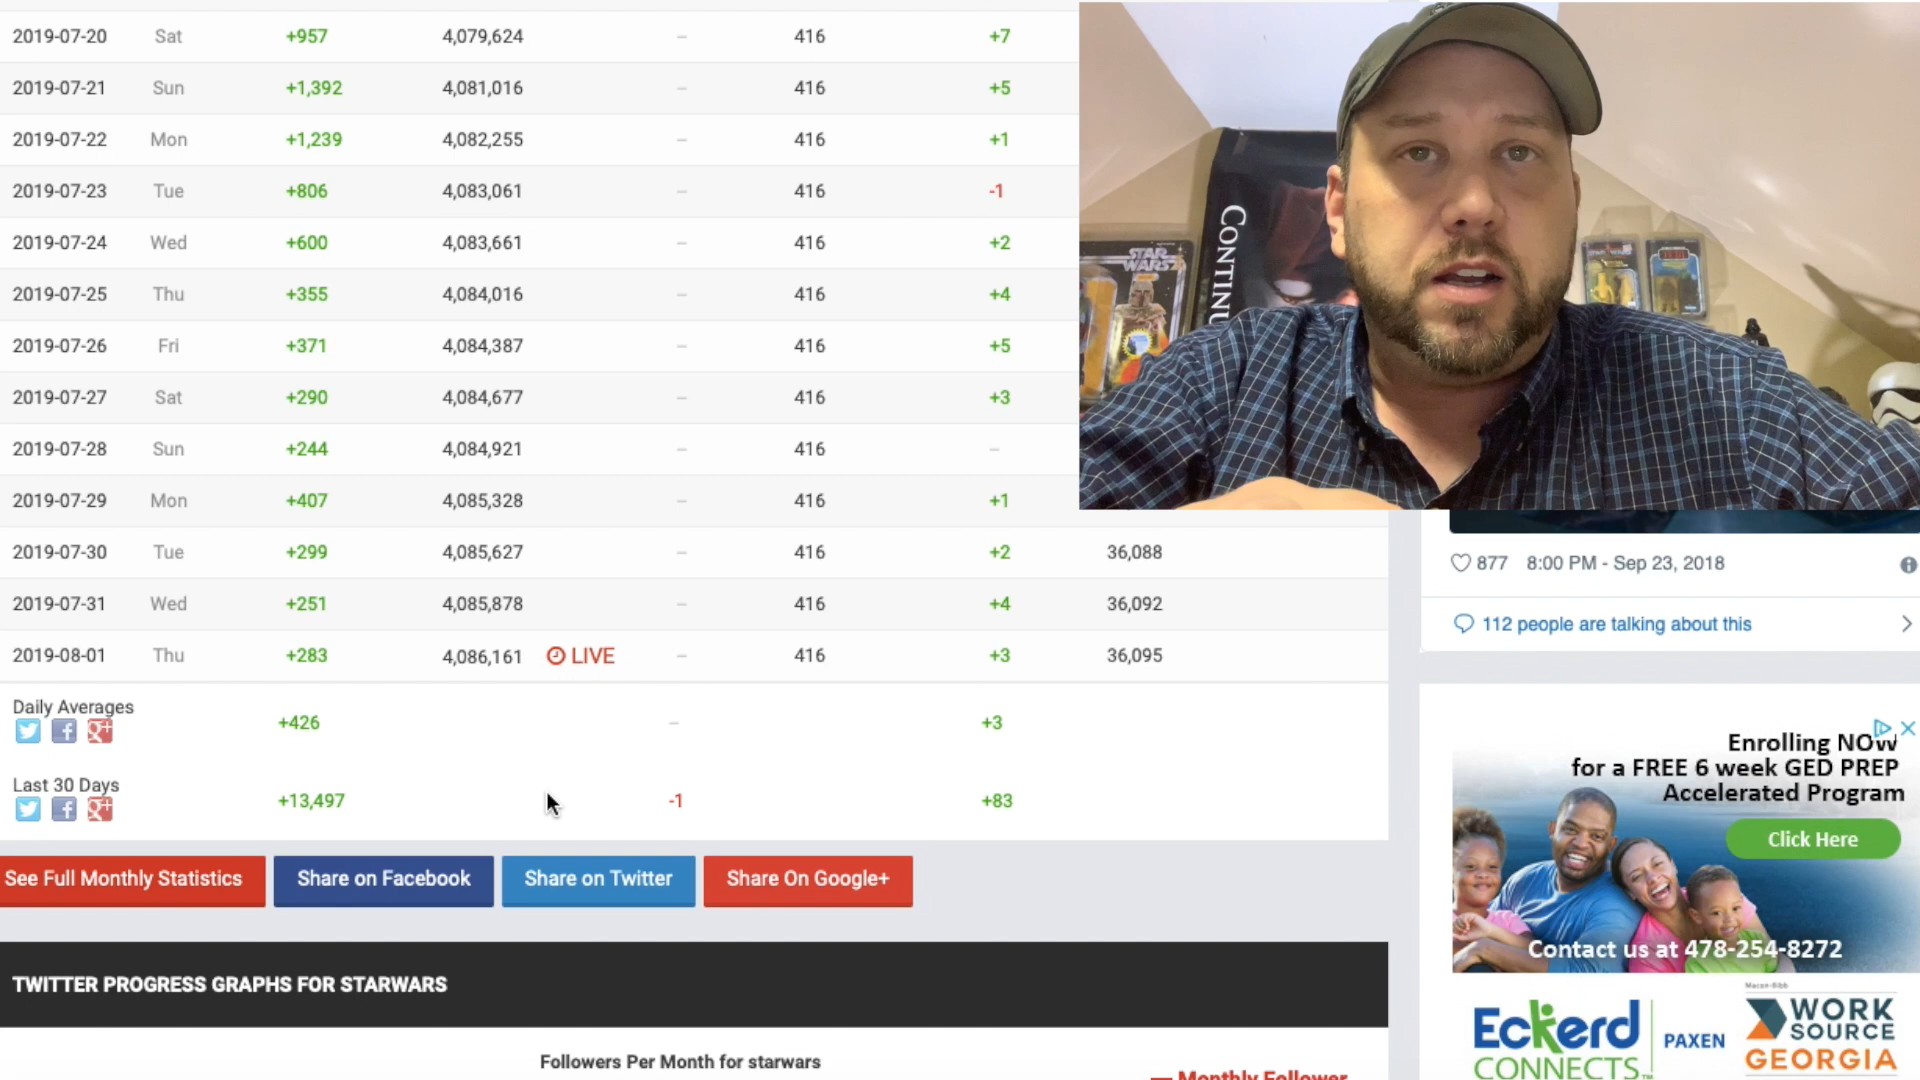 2019-07-20 Sat +957 4,079,624 -- 416 +7
2019-07-21 Sun +1,392 4,081,016 -- 416 +5
2019-07-22 Mon +1,239 4,082,255 -- 416 +1
2019-07-23 Tue +806 4,083,061 -- 416 -1
2019-07-24 Wed +600 4,083,661 -- 416 +2
2019-07-25 Thu +355 4,084,016 -- 416 +4
2019-07-26 Fri +371 4,084,387 -- 416 +5
2019-07-27 Sat +290 4,084,677 -- 416 +3
2019-07-28 Sun +244 4,084,921 -- 416 --
2019-07-29 Mon +407 4,085,328 -- 416 +1
2019-07-30 Tue +299 4,085,627 -- 416 +2 36,088
2019-07-31 Wed +251 4,085,878 -- 416 +4 36,092
2019-08-01 Thu +283 4,086,161 LIVE -- 416 +3 36,095
Daily Averages
+426 -- +3
Last 30 Days
+13,497 -1 +83
See Full Monthly Statistics
Share on Facebook
Share on Twitter
Share On Google+
TWITTER PROGRESS GRAPHS FOR STARWARS
Followers Per Month for starwars
Monthly Follower
STAR
WARS
CONTINU
877 8:00 PM - Sep 23, 2018
112 people are talking about this
Enrolling NOW
for a FREE 6 week GED PREP
Accelerated Program
Click Here
Contact us at 478-254-8272
Eckerd
CONNECTS
PAXEN
Macon-Bibb
WORK
SOURCE
GEORGIA